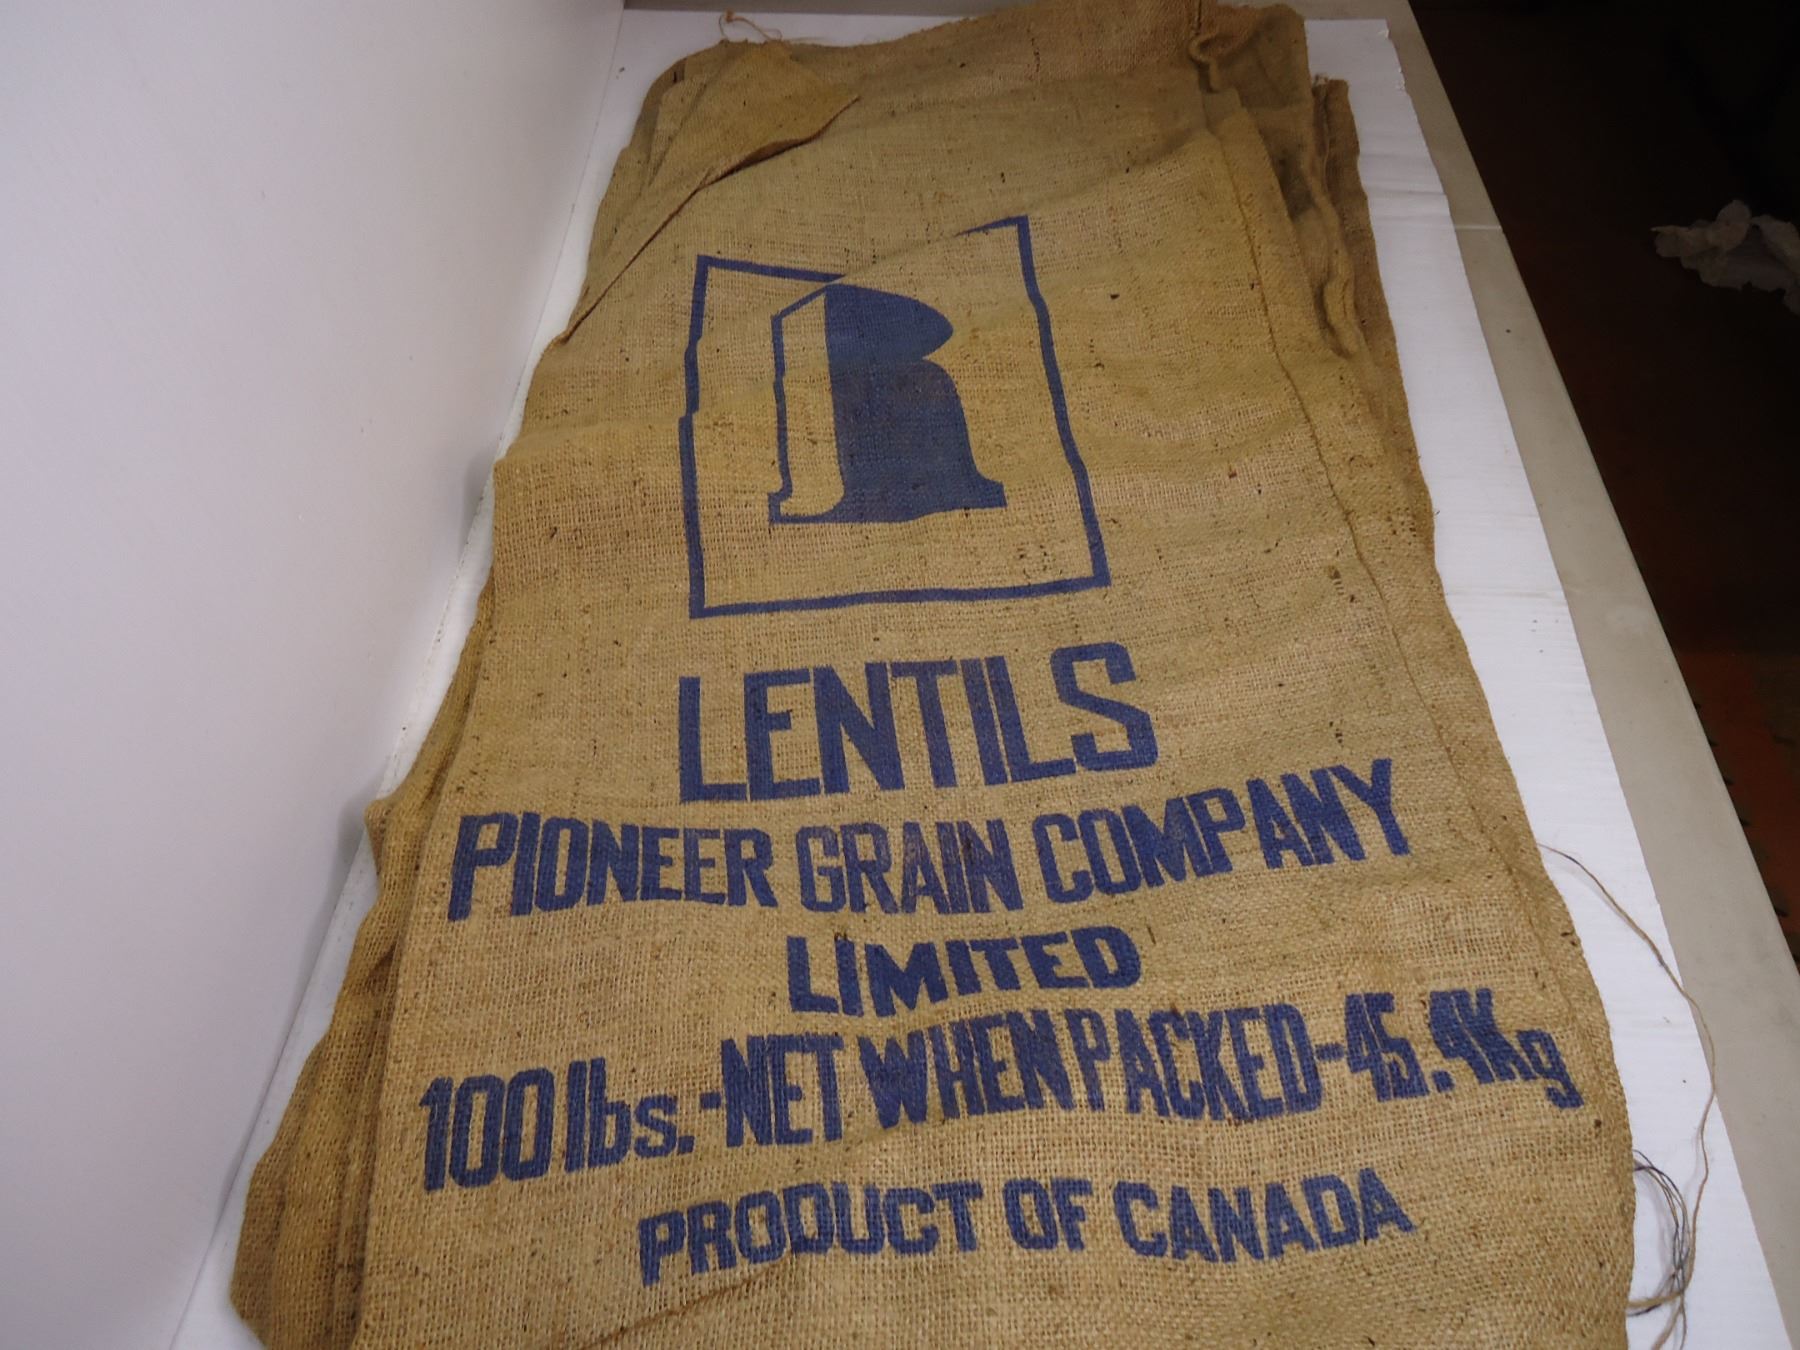 R
LENTILS
PIONEER GRAIN COMPANY
LIMITED
100 lbs.-NET WHEN PACKED-45.4Kg
PRODUCT OF CANADA